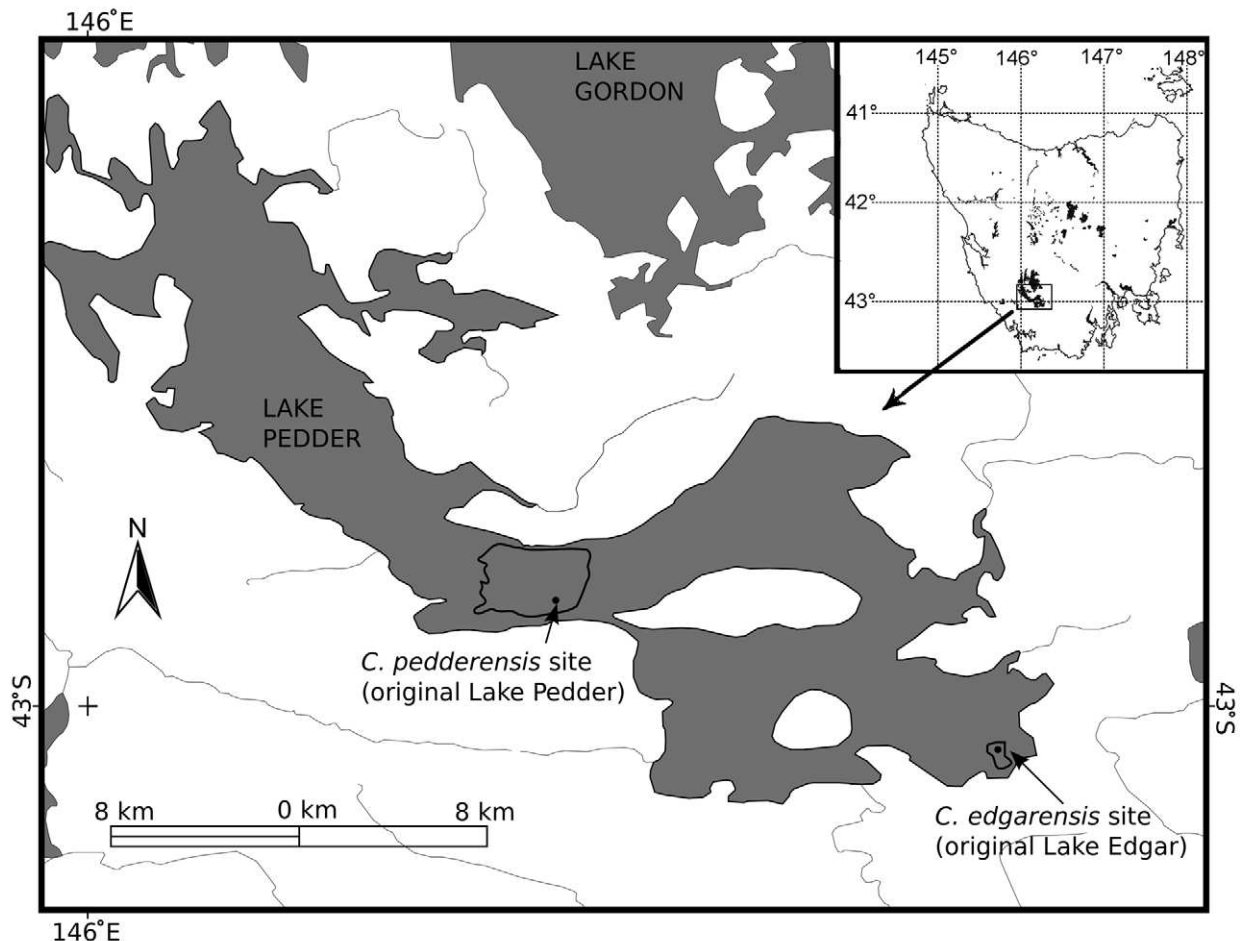 146°E
LAKE
GORDON
145° 146° 147° 148°
41°
42°
43°
LAKE
PEDDER
N
C. pedderensis site
(original Lake Pedder)
43°S
43°S
8 km 0 km 8 km
C. edgarensis site
(original Lake Edgar)
146°E